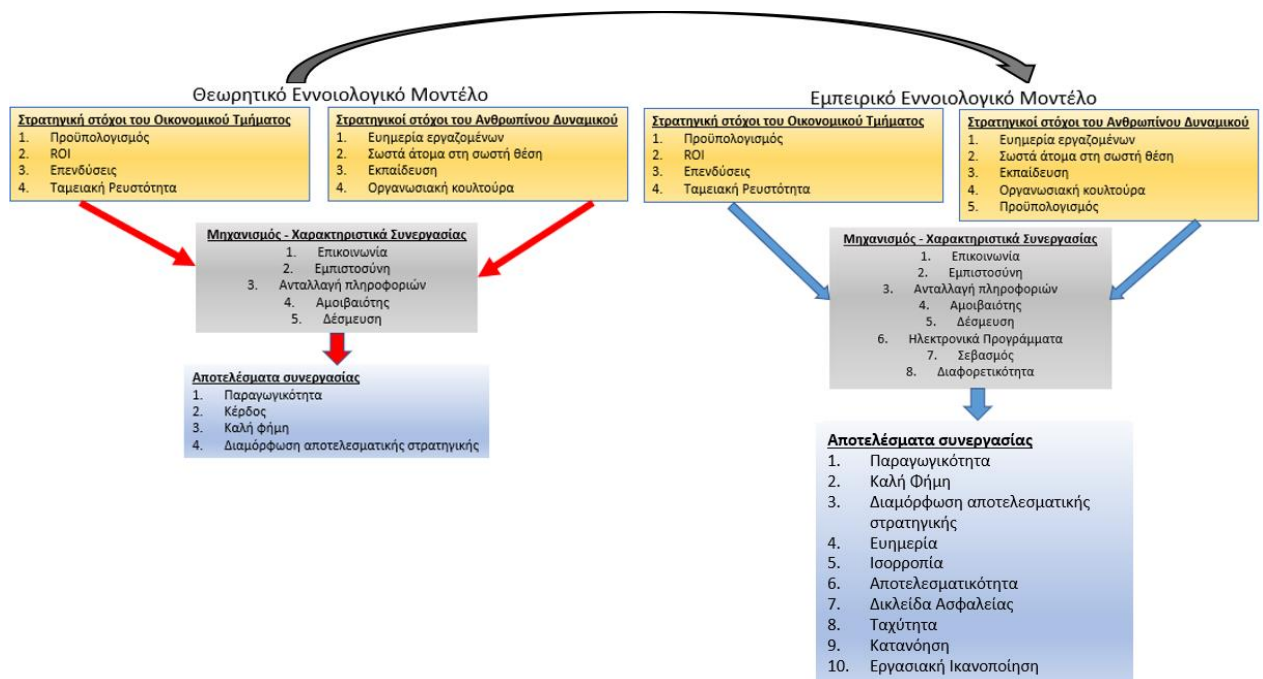 Θεωρητικό Εννοιολογικό Μοντέλο
Στρατηγική στόχοι του Οικονομικού Τμήματος
1. Προϋπολογισμός
2. ROI
3. Επενδύσεις
4. Ταμειακή Ρευστότητα
Στρατηγικοί στόχοι του Ανθρωπίνου Δυναμικού
1. Ευημερία εργαζομένων
2. Σωστά άτομα στη σωστή θέση
3. Εκπαίδευση
4. Οργανωσιακή κουλτούρα
Μηχανισμός - Χαρακτηριστικά Συνεργασίας
1. Επικοινωνία
2. Εμπιστοσύνη
3. Ανταλλαγή πληροφοριών
4. Αμοιβαιότης
5. Δέσμευση
Αποτελέσματα συνεργασίας
1. Παραγωγικότητα
2. Κέρδος
3. Καλή φήμη
4. Διαμόρφωση αποτελεσματικής στρατηγικής
Εμπειρικό Εννοιολογικό Μοντέλο
Στρατηγική στόχοι του Οικονομικού Τμήματος
1. Προϋπολογισμός
2. ROI
3. Επενδύσεις
4. Ταμειακή Ρευστότητα
Στρατηγικοί στόχοι του Ανθρωπίνου Δυναμικού
1. Ευημερία εργαζομένων
2. Σωστά άτομα στη σωστή θέση
3. Εκπαίδευση
4. Οργανωσιακή κουλτούρα
5. Προϋπολογισμός
Μηχανισμός - Χαρακτηριστικά Συνεργασίας
1. Επικοινωνία
2. Εμπιστοσύνη
3. Ανταλλαγή πληροφοριών
4. Αμοιβαιότης
5. Δέσμευση
6. Ηλεκτρονικά Προγράμματα
7. Σεβασμός
8. Διαφορετικότητα
Αποτελέσματα συνεργασίας
1. Παραγωγικότητα
2. Καλή Φήμη
3. Διαμόρφωση αποτελεσματικής
στρατηγικής
4. Ευημερία
5. Ισορροπία
6. Αποτελεσματικότητα
7. Δικλείδα Ασφαλείας
8. Ταχύτητα
9. Κατανόηση
10. Εργασιακή Ικανοποίηση